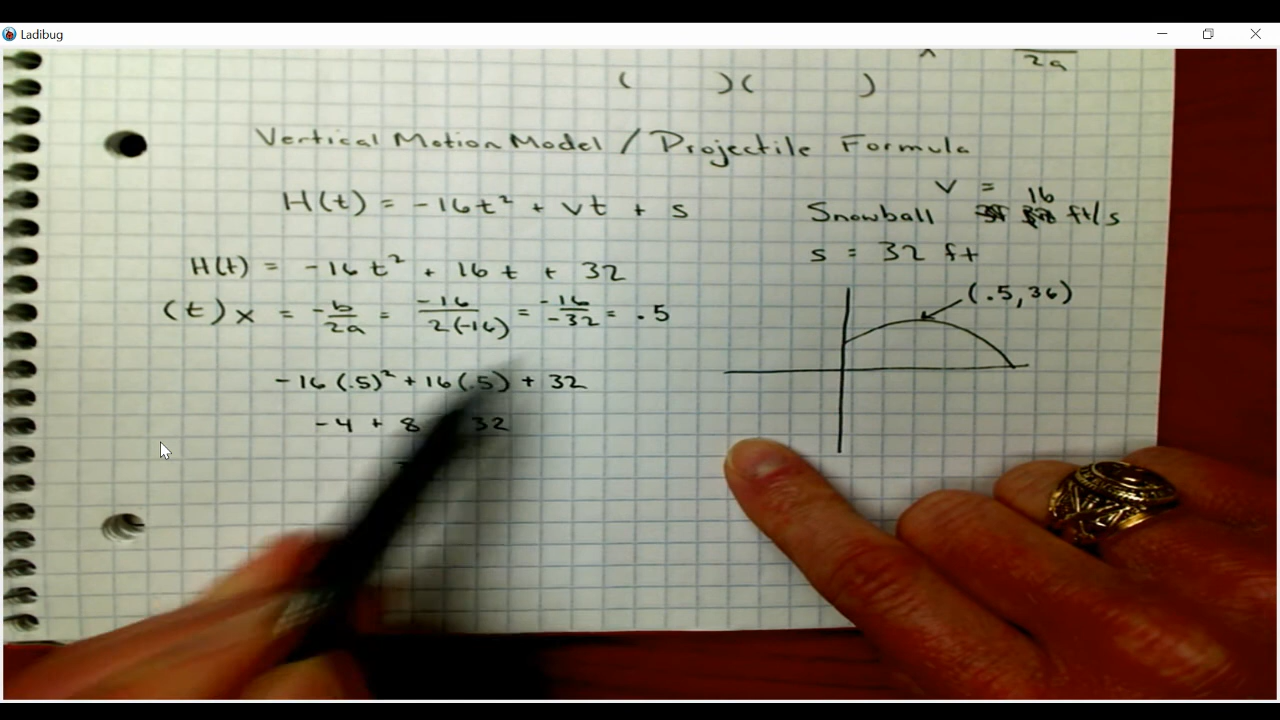 Ladibug
2a
( )( )
Vertical Motion Model / Projectile Formula
v =
H(t) = -16t² + vt + s
Snowball 16 ft/s
s = 32 ft
H(t) = -16t² + 16t + 32
(.5, 36)
(t) x = -b/2a = -16/2(-16) = -16/-32 = .5
-16(.5)² + 16(.5) + 32
-4 + 8 32